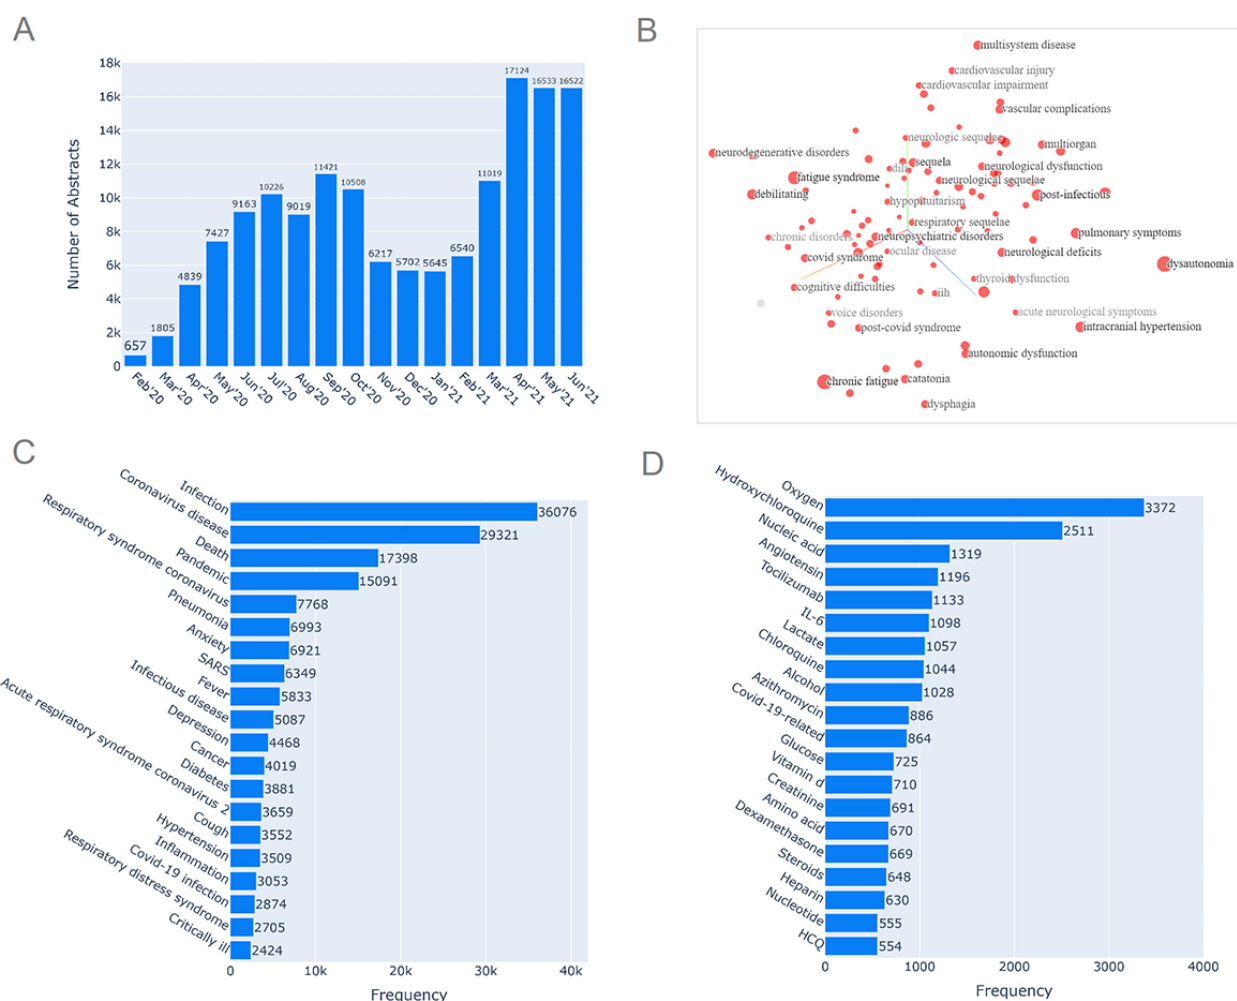 A
Number of Abstracts
18k
16k
14k
12k
10k
8k
6k
4k
2k
0
657
1805
4839
7427
9163
10226
9019
11421
10508
6217
5702
5645
6540
11019
17124
16533
16522
Feb'20
Mar'20
Apr'20
May'20
Jun'20
Jul'20
Aug'20
Sep'20
Oct'20
Nov'20
Dec'20
Jan'21
Feb'21
Mar'21
Apr'21
May'21
Jun'21
B
multisystem disease
cardiovascular injury
cardiovascular impairment
vascular complications
neurologic sequelae
multiorgan
neurodegenerative disorders
sequela
dili
neurological dysfunction
fatigue syndrome
neurological sequelae
debilitating
post-infectious
hypopituitarism
respiratory sequelae
chronic disorders
neuropsychiatric disorders
pulmonary symptoms
ocular disease
neurological deficits
covid syndrome
dysautonomia
thyroid dysfunction
cognitive difficulties
iih
voice disorders
acute neurological symptoms
post-covid syndrome
intracranial hypertension
autonomic dysfunction
chronic fatigue
catatonia
dysphagia
C
Infection 36076
Coronavirus disease 29321
Death 17398
Pandemic 15091
Respiratory syndrome coronavirus 7768
Pneumonia 6993
Anxiety 6921
SARS 6349
Fever 5833
Infectious disease 5087
Depression 4468
Cancer 4019
Diabetes 3881
Acute respiratory syndrome coronavirus 2 3659
Cough 3552
Hypertension 3509
Inflammation 3053
Covid-19 infection 2874
Respiratory distress syndrome 2705
Critically ill 2424
0 10k 20k 30k 40k
Frequency
D
Oxygen 3372
Hydroxychloroquine 2511
Nucleic acid 1319
Angiotensin 1196
Tocilizumab 1133
IL-6 1098
Lactate 1057
Chloroquine 1044
Alcohol 1028
Azithromycin 886
Covid-19-related 864
Glucose 725
Vitamin d 710
Creatinine 691
Amino acid 670
Dexamethasone 669
Steroids 648
Heparin 630
Nucleotide 555
HCQ 554
0 1000 2000 3000 4000
Frequency